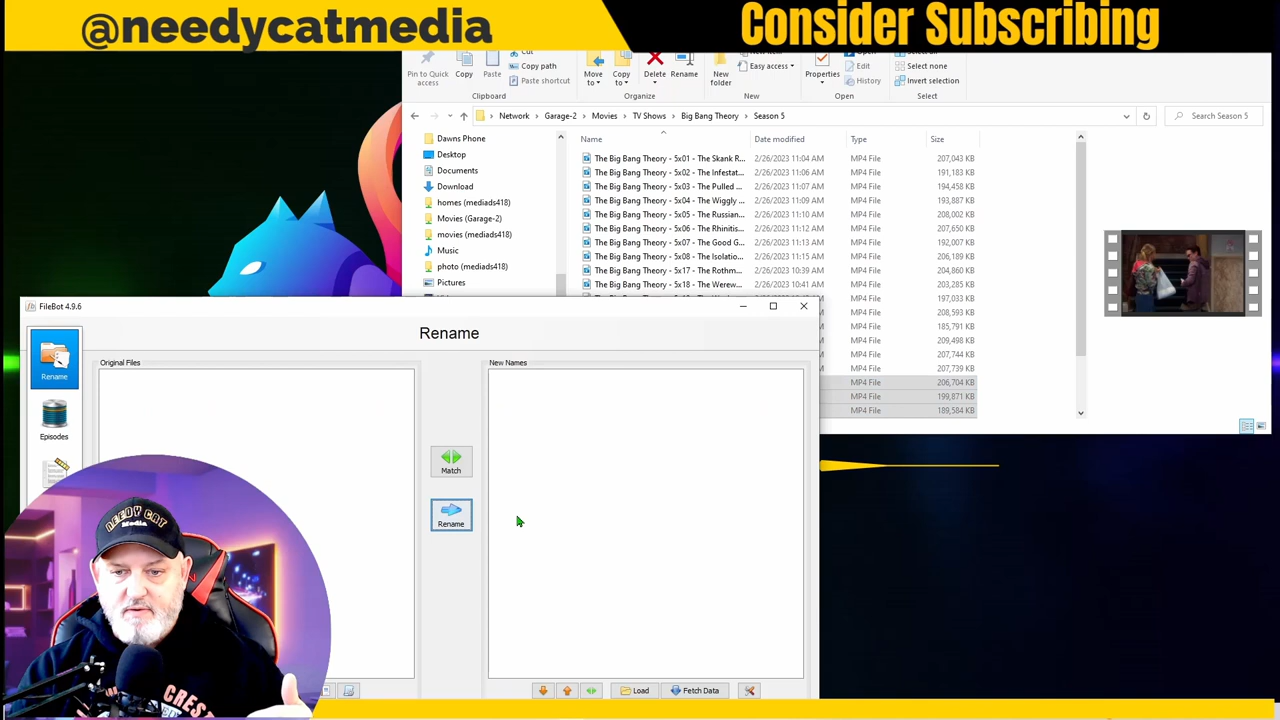 @needycatmedia
Consider Subscribing
Pin to Quick access
Copy
Paste
Cut
Copy path
Paste shortcut
Clipboard
Move to
Copy to
Delete
Rename
Organize
New folder
Easy access
New
Properties
Open
Edit
History
Open
Select all
Select none
Invert selection
Select
Network > Garage-2 > Movies > TV Shows > Big Bang Theory > Season 5
Search Season 5
Dawns Phone
Desktop
Documents
Download
homes (mediads418)
Movies (Garage-2)
movies (mediads418)
Music
photo (mediads418)
Pictures
Name Date modified Type Size
The Big Bang Theory - 5x01 - The Skank R... 2/26/2023 11:04 AM MP4 File 207,043 KB
The Big Bang Theory - 5x02 - The Infestat... 2/26/2023 11:06 AM MP4 File 191,183 KB
The Big Bang Theory - 5x03 - The Pulled ... 2/26/2023 11:07 AM MP4 File 194,458 KB
The Big Bang Theory - 5x04 - The Wiggly ... 2/26/2023 11:09 AM MP4 File 193,887 KB
The Big Bang Theory - 5x05 - The Russian... 2/26/2023 11:10 AM MP4 File 208,002 KB
The Big Bang Theory - 5x06 - The Rhinitis... 2/26/2023 11:12 AM MP4 File 207,650 KB
The Big Bang Theory - 5x07 - The Good G... 2/26/2023 11:13 AM MP4 File 192,007 KB
The Big Bang Theory - 5x08 - The Isolatio... 2/26/2023 11:15 AM MP4 File 206,189 KB
The Big Bang Theory - 5x17 - The Rothm... 2/26/2023 10:39 AM MP4 File 204,860 KB
The Big Bang Theory - 5x18 - The Werew... 2/26/2023 10:41 AM MP4 File 203,285 KB
MP4 File 197,033 KB
MP4 File 208,593 KB
MP4 File 185,791 KB
MP4 File 209,498 KB
MP4 File 207,744 KB
MP4 File 207,739 KB
MP4 File 206,704 KB
MP4 File 199,871 KB
MP4 File 189,584 KB
FileBot 4.9.6
Rename
Rename
Episodes
Original Files
New Names
Match
Rename
Load
Fetch Data
NEEDY CAT
Media
CREST